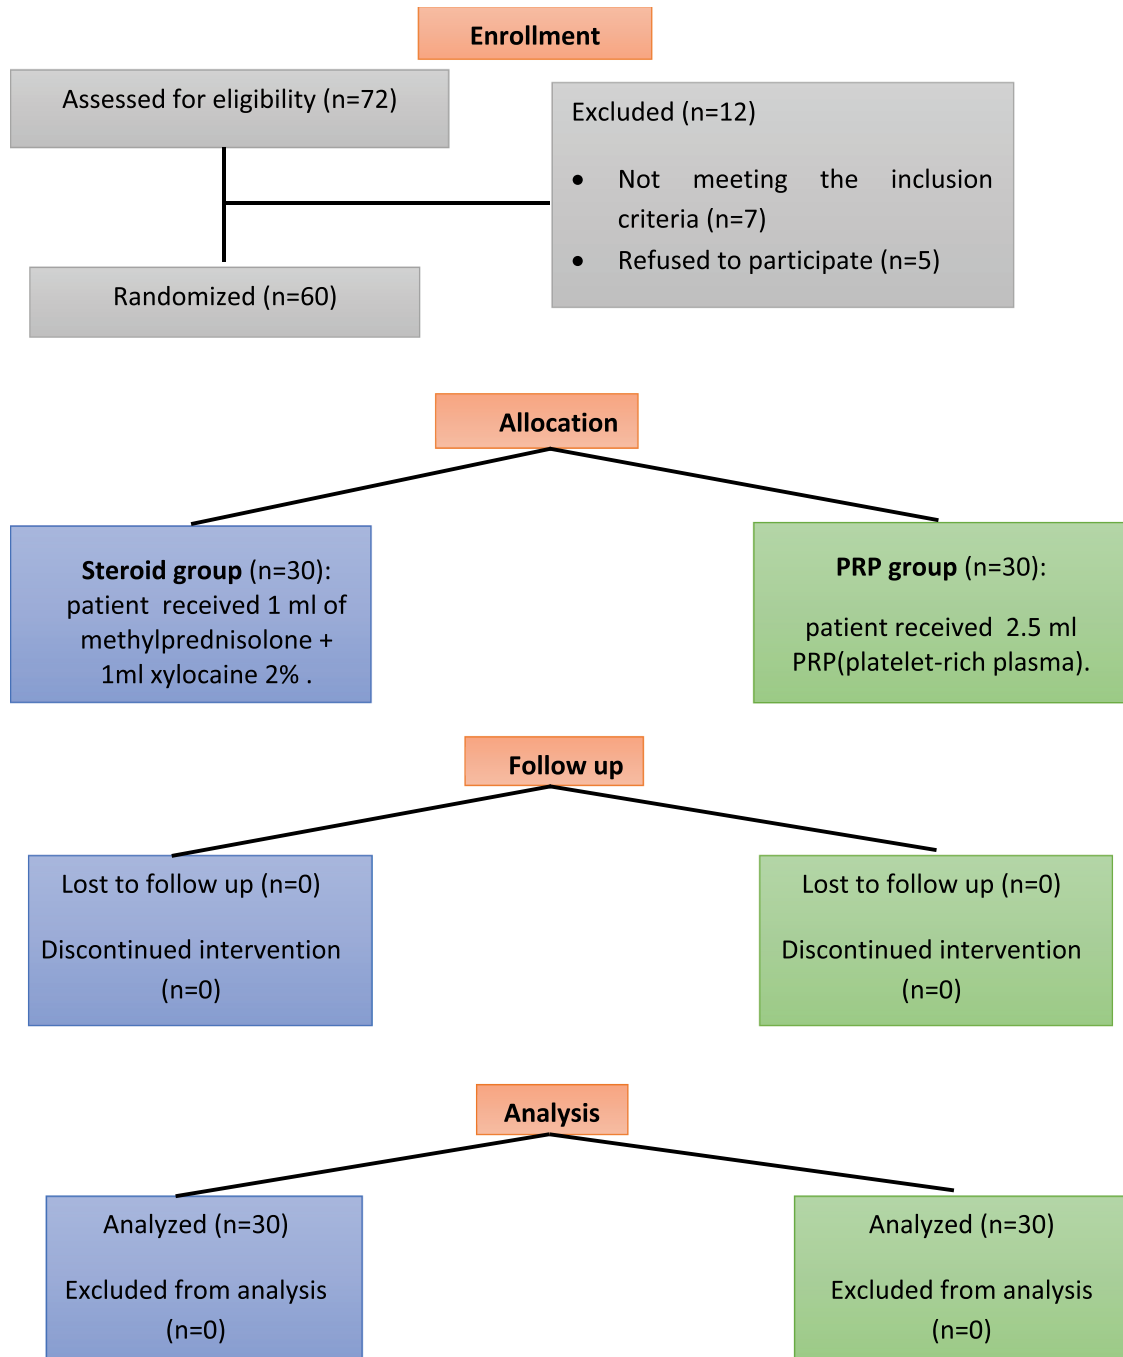 Enrollment
Assessed for eligibility (n=72)
Excluded (n=12)
• Not meeting the inclusion
criteria (n=7)
• Refused to participate (n=5)
Randomized (n=60)
Allocation
Steroid group (n=30):
patient received 1 ml of
methylprednisolone +
1ml xylocaine 2% .
PRP group (n=30):
patient received 2.5 ml
PRP(platelet-rich plasma).
Follow up
Lost to follow up (n=0)
Discontinued intervention
(n=0)
Lost to follow up (n=0)
Discontinued intervention
(n=0)
Analysis
Analyzed (n=30)
Excluded from analysis
(n=0)
Analyzed (n=30)
Excluded from analysis
(n=0)